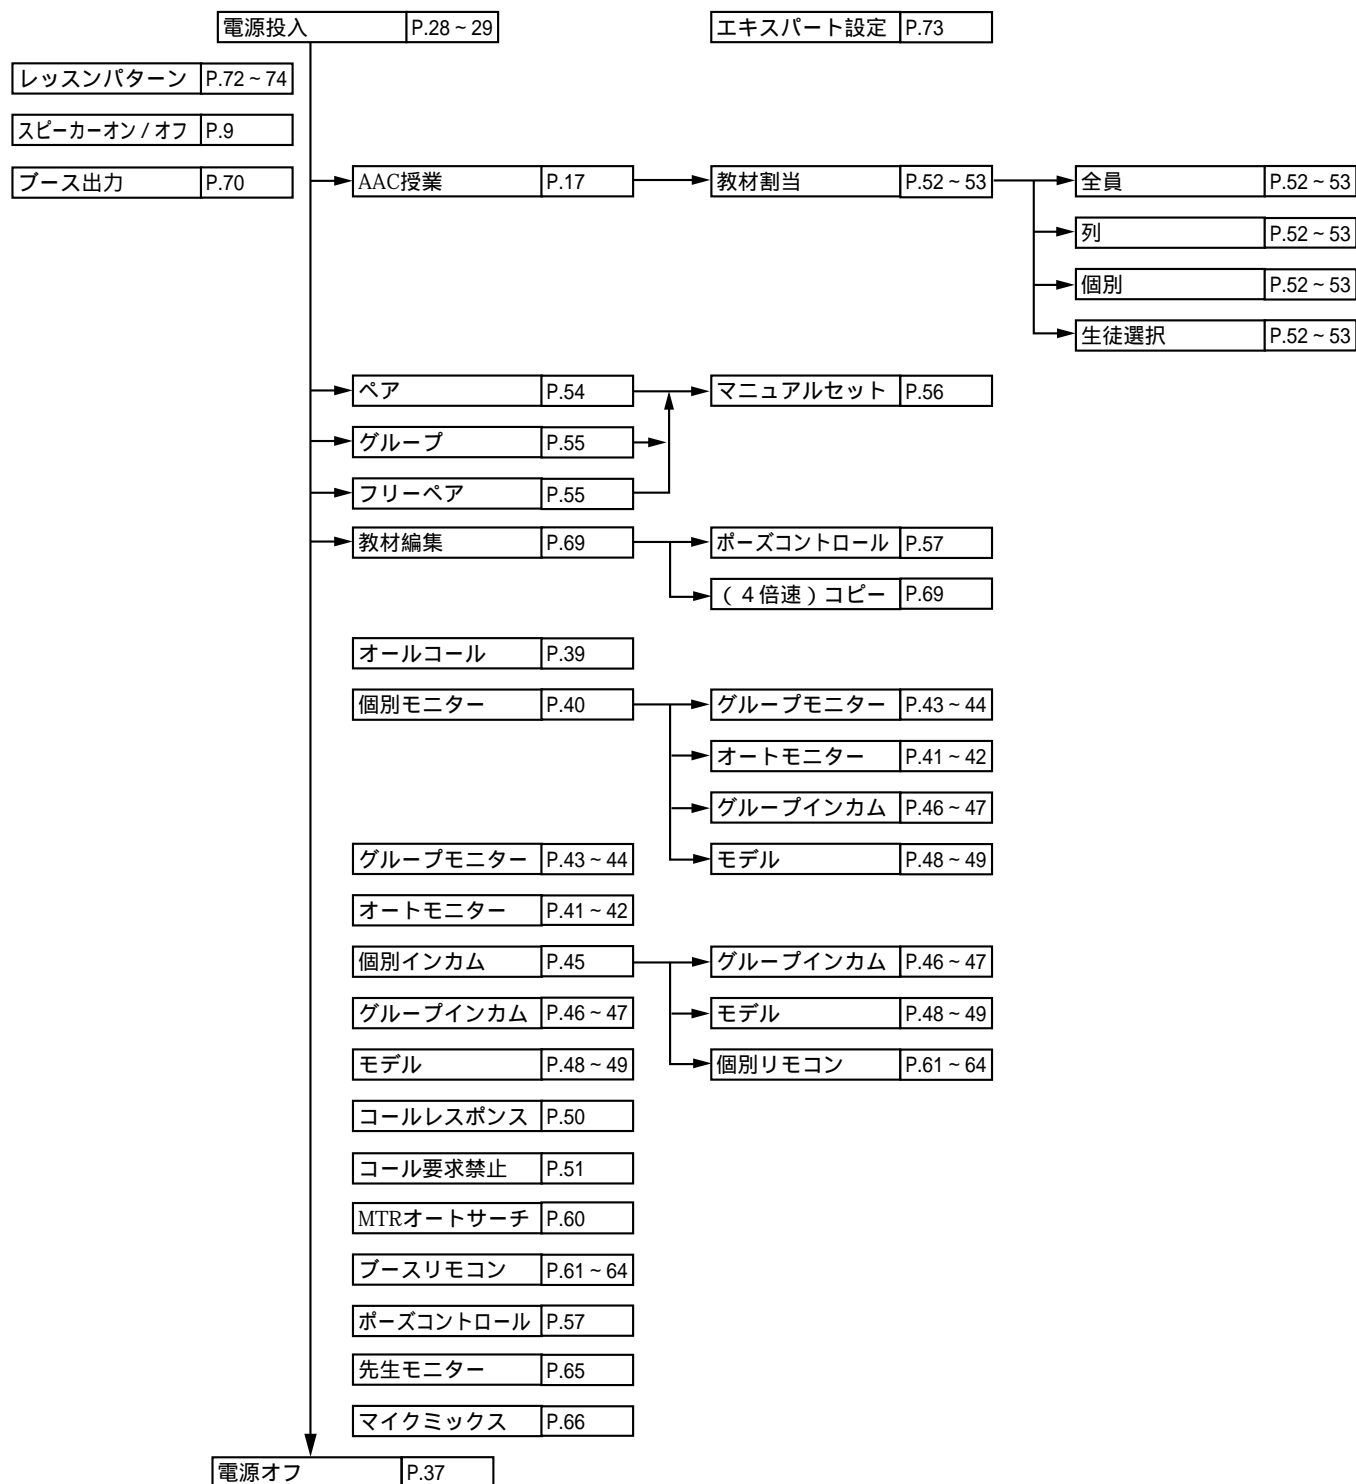 電源投入 P.28 ~ 29 エキスパート設定 P.73
レッスンパターン P.72 ~ 74
スピーカーオン / オフ P.9
ブース出力 P.70 AAC授業 P.17 教材割当 P.52 ~ 53 全員 P.52 ~ 53
列 P.52 ~ 53
個別 P.52 ~ 53
生徒選択 P.52 ~ 53
ペア P.54 マニュアルセット P.56
グループ P.55
フリーペア P.55
教材編集 P.69 ポーズコントロール P.57
(4倍速)コピー P.69
オールコール P.39
個別モニター P.40 グループモニター P.43 ~ 44
オートモニター P.41 ~ 42
グループインカム P.46 ~ 47
グループモニター P.43 ~ 44 モデル P.48 ~ 49
オートモニター P.41 ~ 42
個別インカム P.45 グループインカム P.46 ~ 47
グループインカム P.46 ~ 47 モデル P.48 ~ 49
モデル P.48 ~ 49 個別リモコン P.61 ~ 64
コールレスポンス P.50
コール要求禁止 P.51
MTRオートサーチ P.60
ブースリモコン P.61 ~ 64
ポーズコントロール P.57
先生モニター P.65
マイクミックス P.66
電源オフ P.37